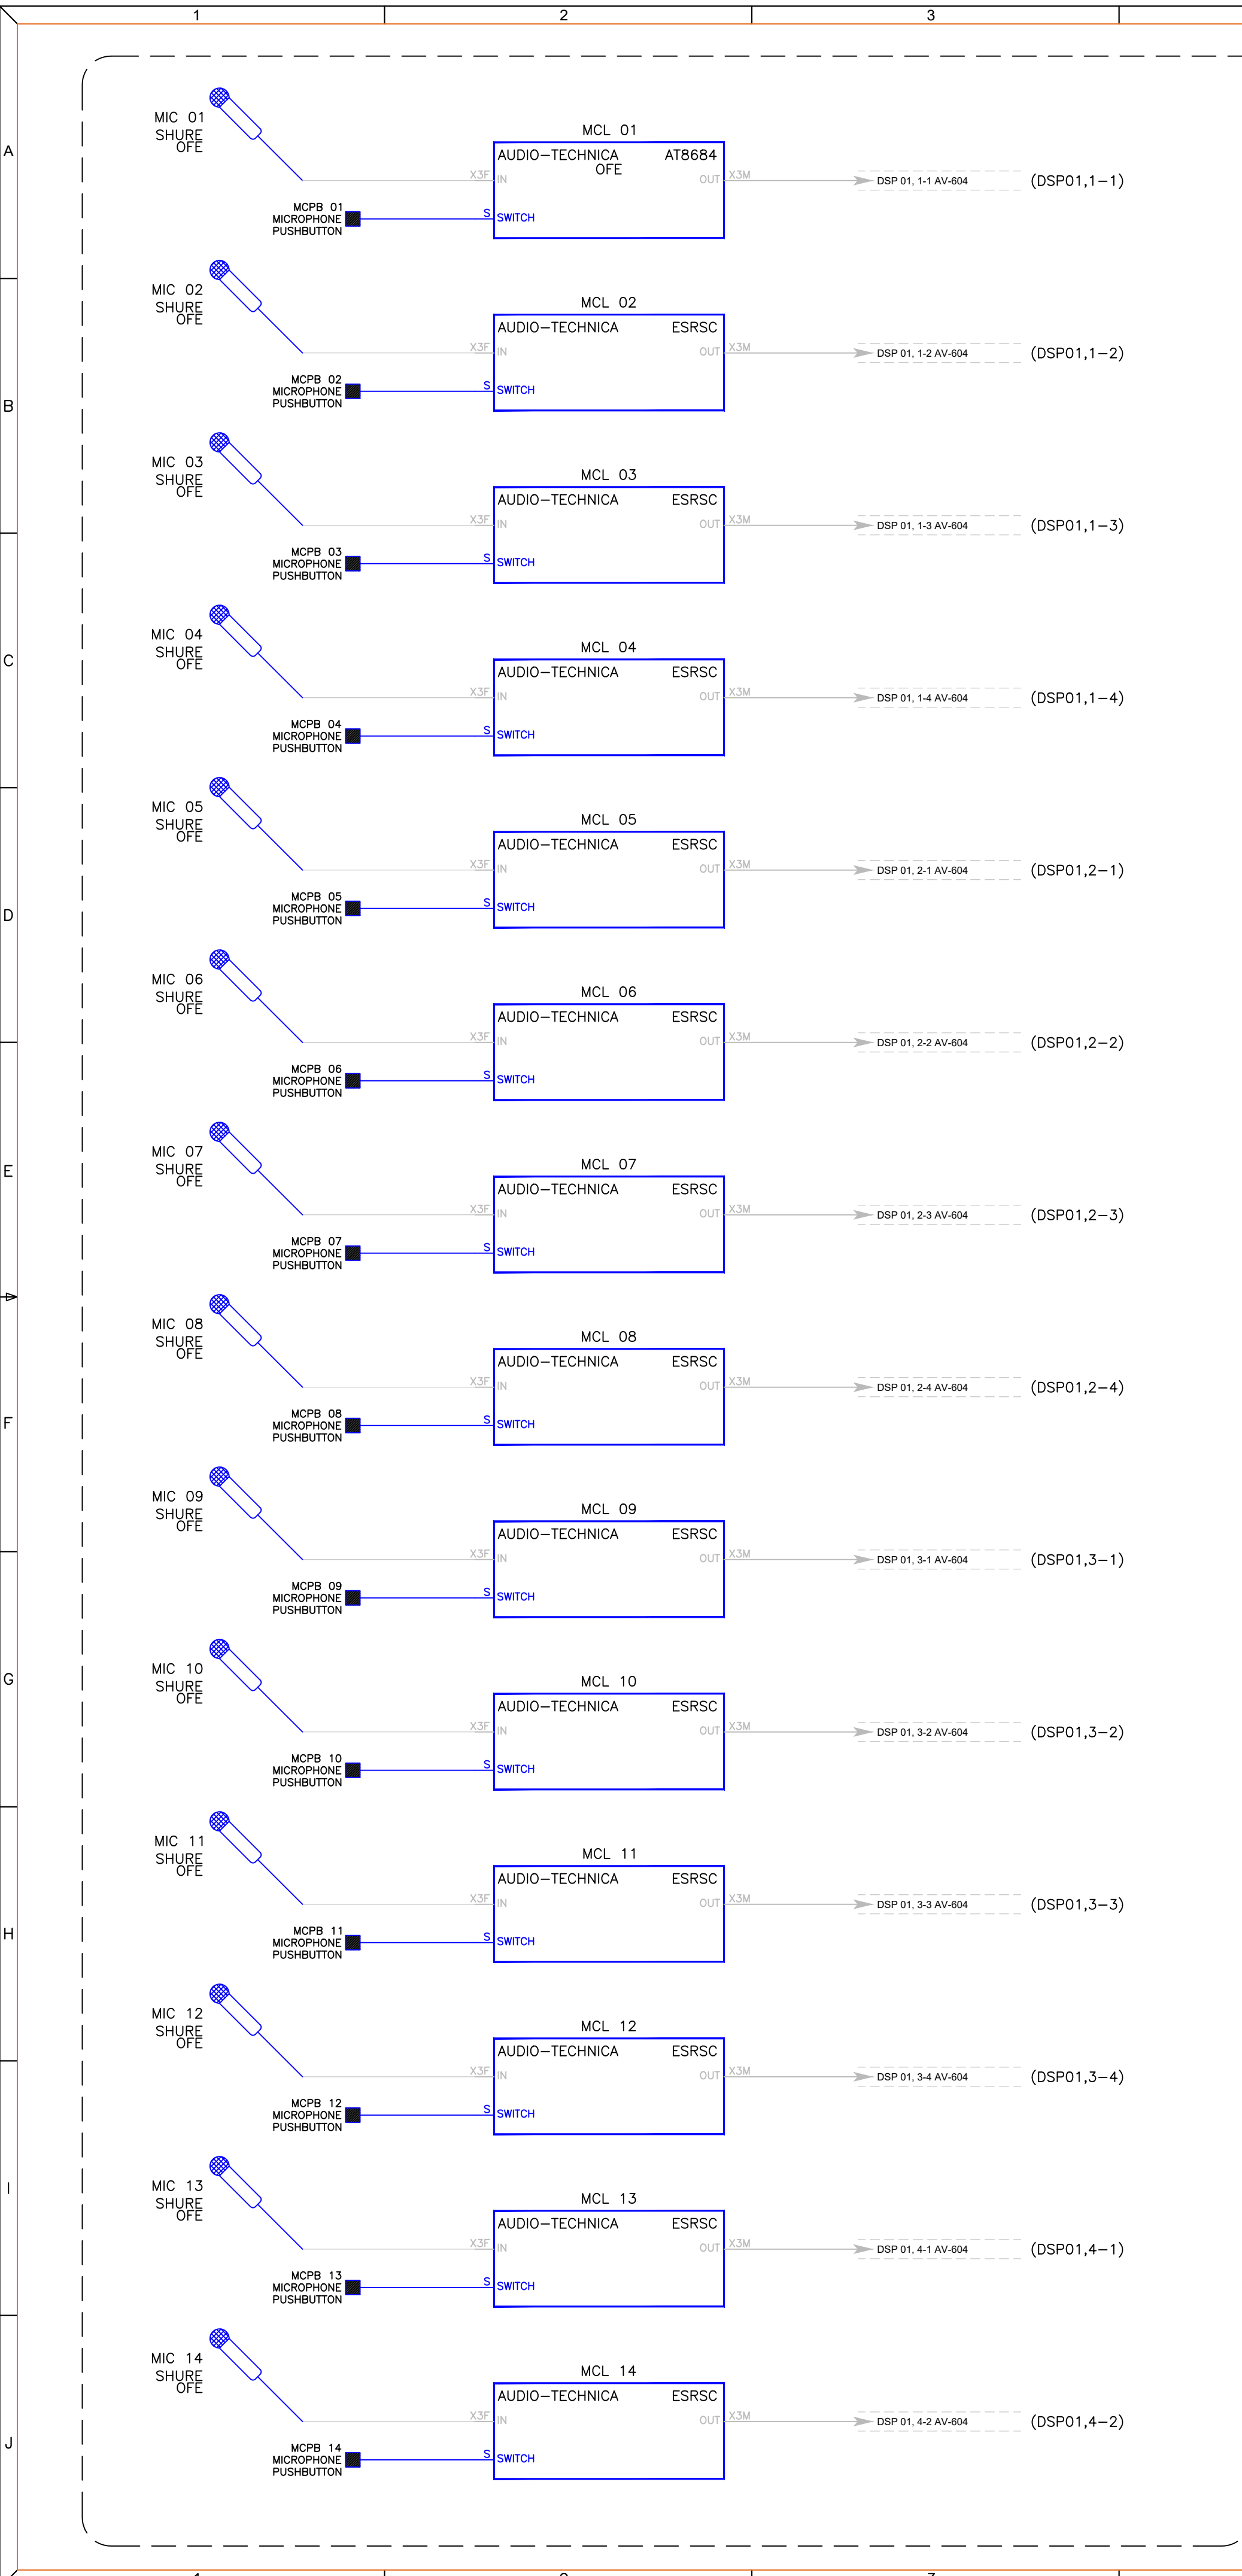 1 2 3
A
MIC 01
SHURE
OFE
MCL 01
AUDIO-TECHNICA AT8684
OFE
X3F IN OUT X3M DSP 01, 1-1 AV-604 (DSP01,1-1)
MCPB 01
MICROPHONE
PUSHBUTTON
S SWITCH
MIC 02
SHURE
OFE
MCL 02
AUDIO-TECHNICA ESRSC
X3F IN OUT X3M DSP 01, 1-2 AV-604 (DSP01,1-2)
B
MCPB 02
MICROPHONE
PUSHBUTTON
S SWITCH
MIC 03
SHURE
OFE
MCL 03
AUDIO-TECHNICA ESRSC
X3F IN OUT X3M DSP 01, 1-3 AV-604 (DSP01,1-3)
MCPB 03
MICROPHONE
PUSHBUTTON
S SWITCH
C
MIC 04
SHURE
OFE
MCL 04
AUDIO-TECHNICA ESRSC
X3F IN OUT X3M DSP 01, 1-4 AV-604 (DSP01,1-4)
MCPB 04
MICROPHONE
PUSHBUTTON
S SWITCH
MIC 05
SHURE
OFE
MCL 05
AUDIO-TECHNICA ESRSC
X3F IN OUT X3M DSP 01, 2-1 AV-604 (DSP01,2-1)
D
MCPB 05
MICROPHONE
PUSHBUTTON
S SWITCH
MIC 06
SHURE
OFE
MCL 06
AUDIO-TECHNICA ESRSC
X3F IN OUT X3M DSP 01, 2-2 AV-604 (DSP01,2-2)
MCPB 06
MICROPHONE
PUSHBUTTON
S SWITCH
E
MIC 07
SHURE
OFE
MCL 07
AUDIO-TECHNICA ESRSC
X3F IN OUT X3M DSP 01, 2-3 AV-604 (DSP01,2-3)
MCPB 07
MICROPHONE
PUSHBUTTON
S SWITCH
MIC 08
SHURE
OFE
MCL 08
AUDIO-TECHNICA ESRSC
X3F IN OUT X3M DSP 01, 2-4 AV-604 (DSP01,2-4)
F
MCPB 08
MICROPHONE
PUSHBUTTON
S SWITCH
MIC 09
SHURE
OFE
MCL 09
AUDIO-TECHNICA ESRSC
X3F IN OUT X3M DSP 01, 3-1 AV-604 (DSP01,3-1)
MCPB 09
MICROPHONE
PUSHBUTTON
S SWITCH
G
MIC 10
SHURE
OFE
MCL 10
AUDIO-TECHNICA ESRSC
X3F IN OUT X3M DSP 01, 3-2 AV-604 (DSP01,3-2)
MCPB 10
MICROPHONE
PUSHBUTTON
S SWITCH
MIC 11
SHURE
OFE
MCL 11
AUDIO-TECHNICA ESRSC
X3F IN OUT X3M DSP 01, 3-3 AV-604 (DSP01,3-3)
H
MCPB 11
MICROPHONE
PUSHBUTTON
S SWITCH
MIC 12
SHURE
OFE
MCL 12
AUDIO-TECHNICA ESRSC
X3F IN OUT X3M DSP 01, 3-4 AV-604 (DSP01,3-4)
MCPB 12
MICROPHONE
PUSHBUTTON
S SWITCH
I
MIC 13
SHURE
OFE
MCL 13
AUDIO-TECHNICA ESRSC
X3F IN OUT X3M DSP 01, 4-1 AV-604 (DSP01,4-1)
MCPB 13
MICROPHONE
PUSHBUTTON
S SWITCH
MIC 14
SHURE
OFE
MCL 14
AUDIO-TECHNICA ESRSC
X3F IN OUT X3M DSP 01, 4-2 AV-604 (DSP01,4-2)
J
MCPB 14
MICROPHONE
PUSHBUTTON
S SWITCH